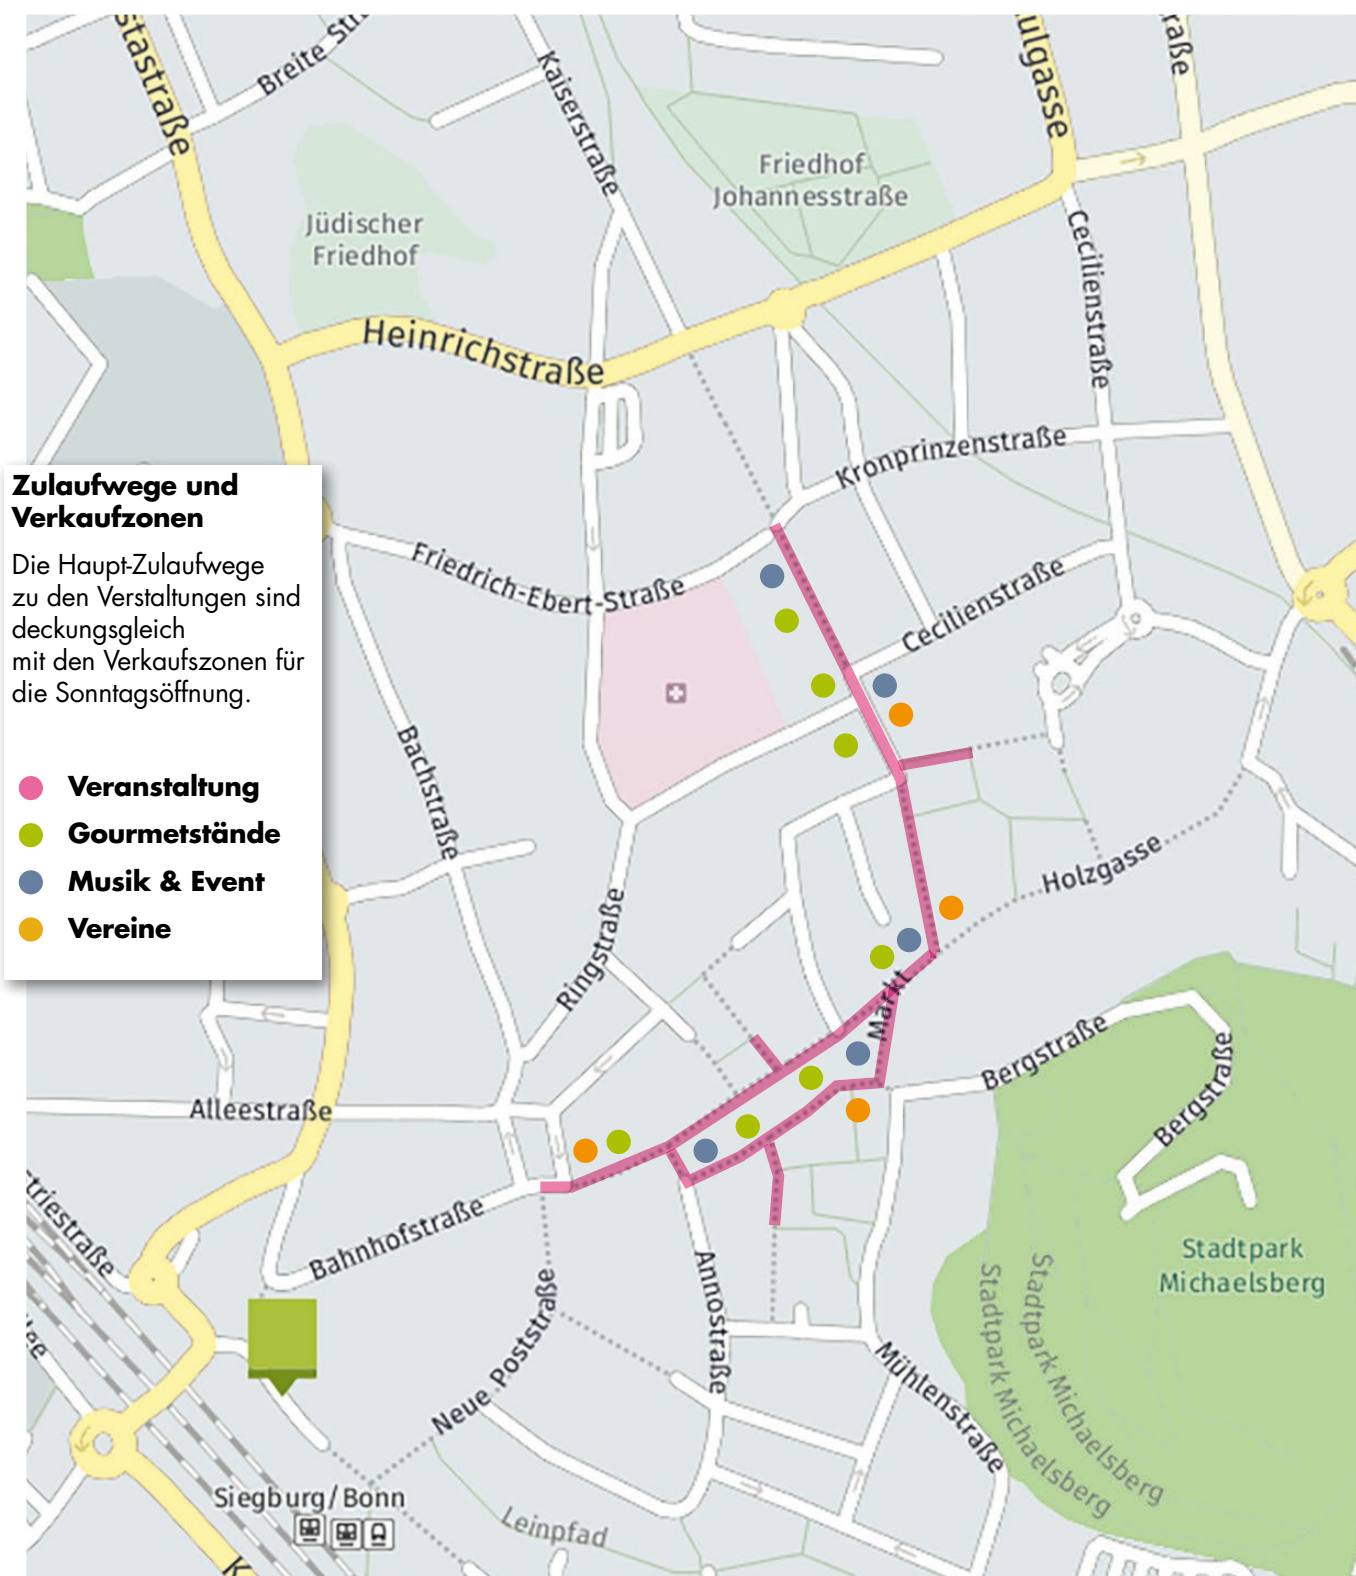 Breite Str
Kaiserstraße
Friedhof
Johannesstraße
Jüdischer
Friedhof
Heinrichstraße
Cecilienstraße
Kronprinzenstraße
Zulaufwege und
Verkaufzonen
Die Haupt-Zulaufwege
zu den Verstaltungen sind
deckungsgleich
mit den Verkaufszonen für
die Sonntagsöffnung.
Veranstaltung
Gourmetstände
Musik & Event
Vereine
Friedrich-Ebert-Straße
Cecilienstraße
Bachstraße
Holzgasse
Ringstraße
Markt
Bergstraße
Bergstraße
Alleestraße
Bahnhofstraße
Annostraße
Neue Poststraße
Mühlenstraße
Stadtpark
Michaelsberg
Stadtpark Michaelsberg
Stadtpark Michaelsberg
Siegburg/Bonn
Leinpfad